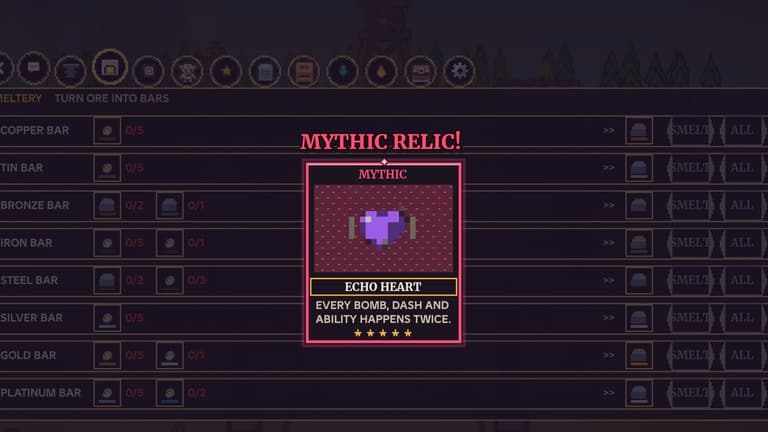 MELTERY TURN ORE INTO BARS
COPPER BAR 0/5 >> SMELT ALL
MYTHIC RELIC!
MYTHIC
TIN BAR 0/5 >> SMELT ALL
BRONZE BAR 0/2 0/1 >> SMELT ALL
IRON BAR 0/5 0/1 >> SMELT ALL
STEEL BAR 0/2 0/3 >> SMELT ALL
ECHO HEART
EVERY BOMB, DASH AND
ABILITY HAPPENS TWICE.
SILVER BAR 0/5 >> SMELT ALL
GOLD BAR 0/5 0/1 >> SMELT ALL
PLATINUM BAR 0/5 0/2 >> SMELT ALL